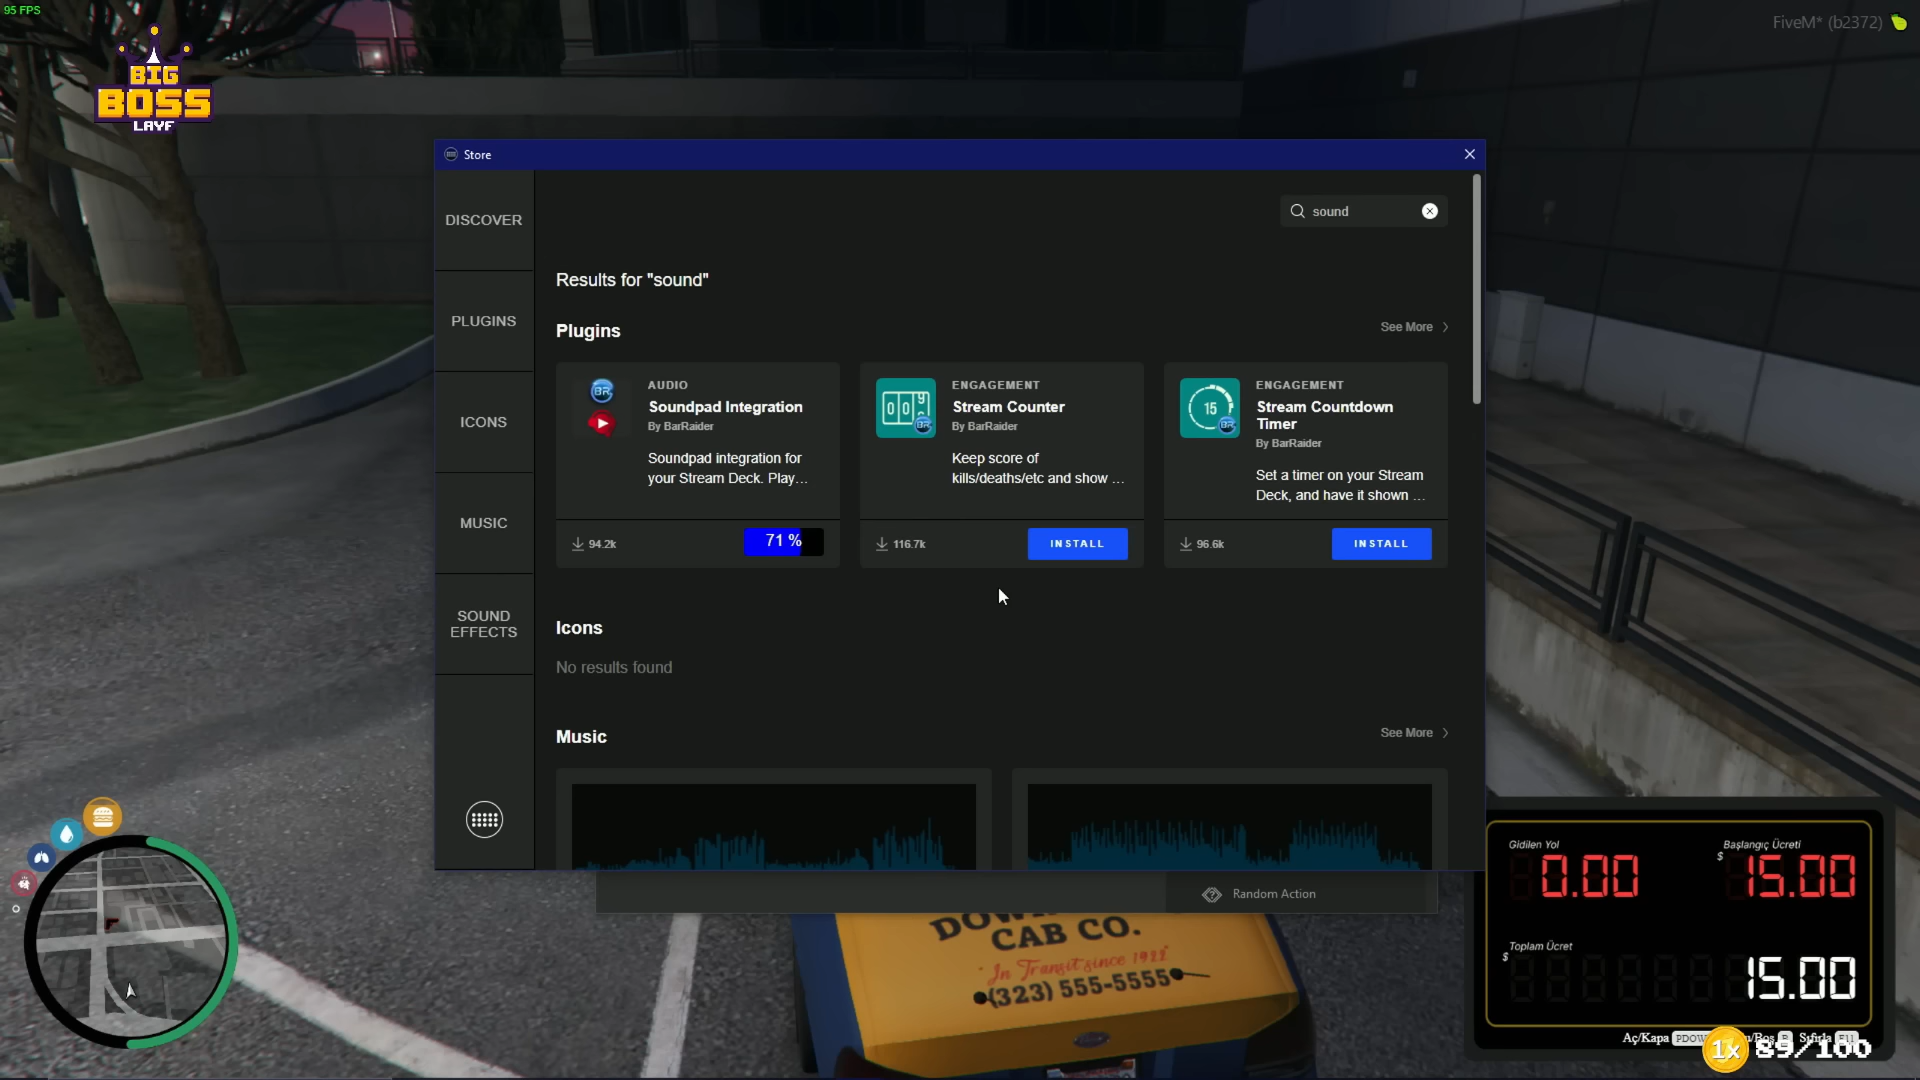 95 FPS
FiveM* (b2372)
BIG
BOSS
LAYF
Store
DISCOVER
PLUGINS
ICONS
MUSIC
SOUND
EFFECTS
sound
Results for "sound"
Plugins
See More
AUDIO
Soundpad Integration
By BarRaider
Soundpad integration for
your Stream Deck. Play…
94.2k
71 %
ENGAGEMENT
Stream Counter
By BarRaider
Keep score of
kills/deaths/etc and show …
116.7k
INSTALL
15
ENGAGEMENT
Stream Countdown
Timer
By BarRaider
Set a timer on your Stream
Deck, and have it shown …
96.6k
INSTALL
Icons
No results found
Music
See More
Random Action
CAB CO.
In Transit since 1922
(323) 555-5555
Gidilen Yol
0.00
Başlangıç Ücreti
$ 15.00
Toplam Ücret
$ 15.00
Aç/Kapa
Sıfırla
1x 89/100